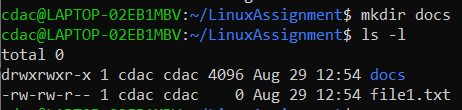 cdac@LAPTOP-02EB1MBV:~/LinuxAssignment$ mkdir docs
cdac@LAPTOP-02EB1MBV:~/LinuxAssignment$ ls -l
total 0
drwxrwxr-x 1 cdac cdac 4096 Aug 29 12:54 docs
-rw-rw-r-- 1 cdac cdac    0 Aug 29 12:54 file1.txt